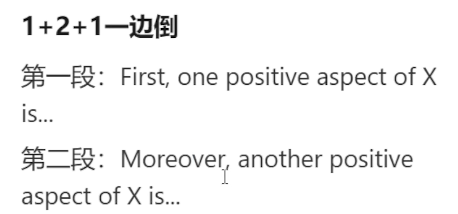 1+2+1一边倒
第一段：First, one positive aspect of X
is...
第二段：Moreover, another positive
aspect of X is...